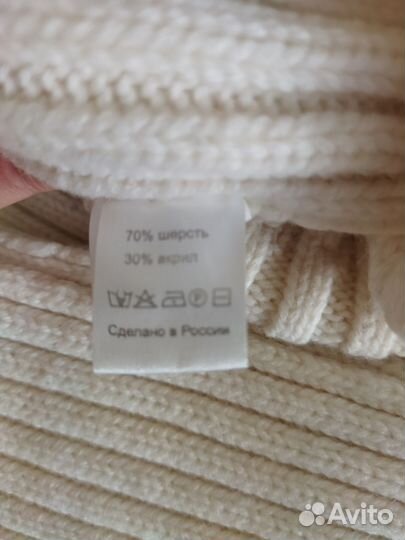 70% шерсть
30% акрил
Сделано в России
Avito